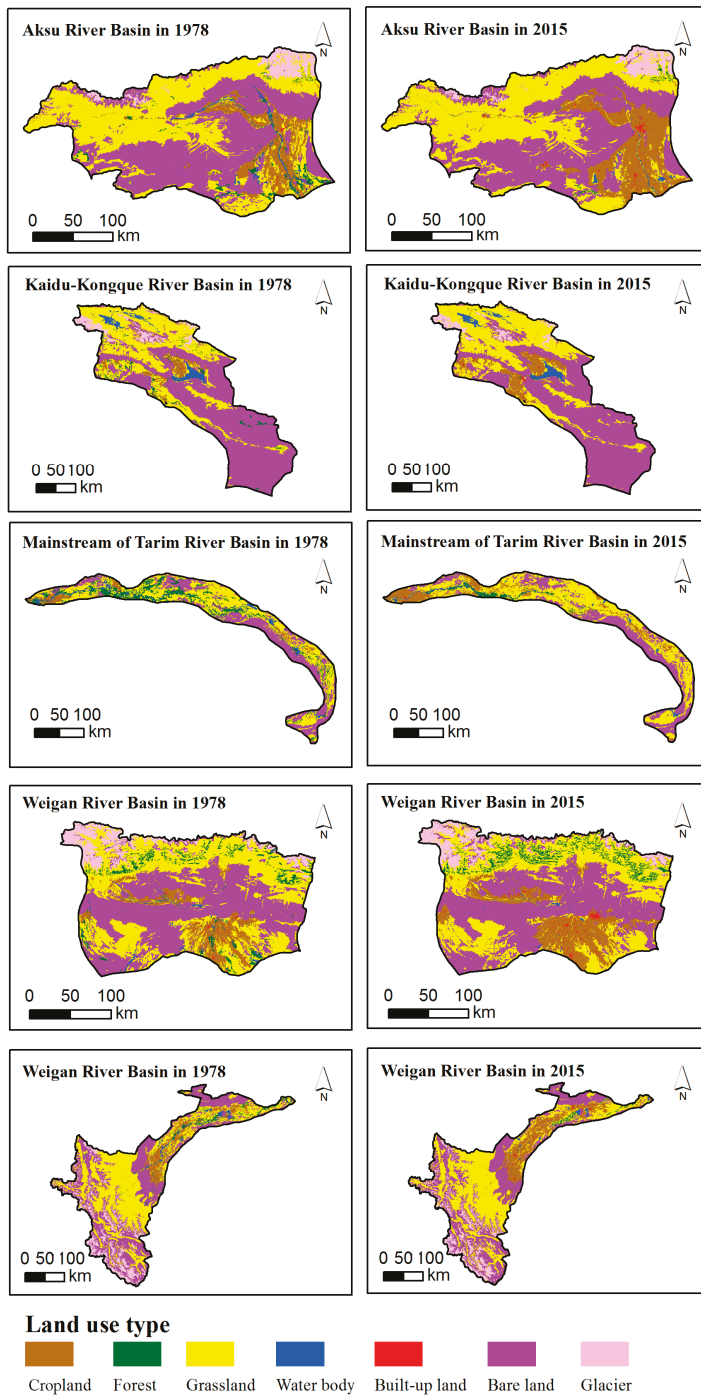 Aksu River Basin in 1978
N
0 50 100
km
Aksu River Basin in 2015
N
0 50 100
km
Kaidu-Kongque River Basin in 1978
N
0 50 100
km
Kaidu-Kongque River Basin in 2015
N
0 50 100
km
Mainstream of Tarim River Basin in 1978
N
0 50 100
km
Mainstream of Tarim River Basin in 2015
N
0 50 100
km
Weigan River Basin in 1978
N
0 50 100
km
Weigan River Basin in 2015
N
0 50 100
km
Weigan River Basin in 1978
N
0 50 100
km
Weigan River Basin in 2015
N
0 50 100
km
Land use type
Cropland Forest Grassland Water body Built-up land Bare land Glacier